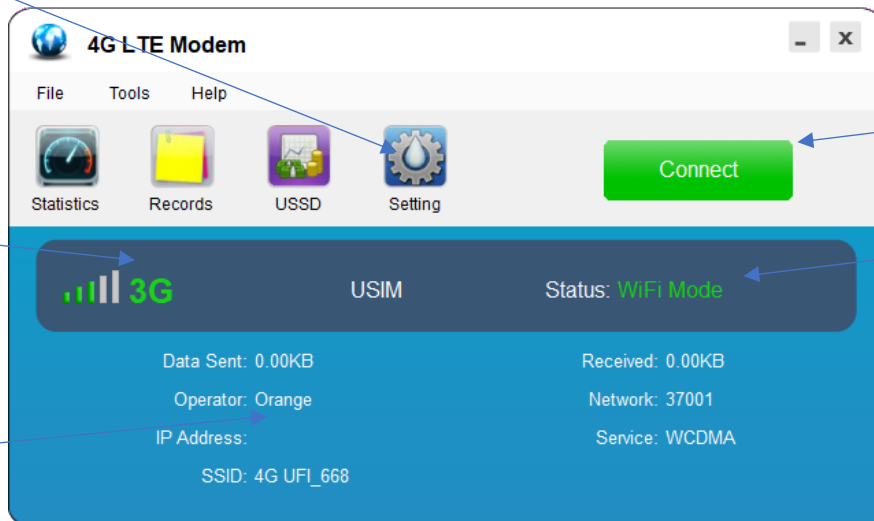 4G LTE Modem
File Tools Help
Statistics Records USSD Setting
Connect
3G USIM Status: WiFi Mode
Data Sent: 0.00KB Received: 0.00KB
Operator: Orange Network: 37001
IP Address: Service: WCDMA
SSID: 4G UFI_668